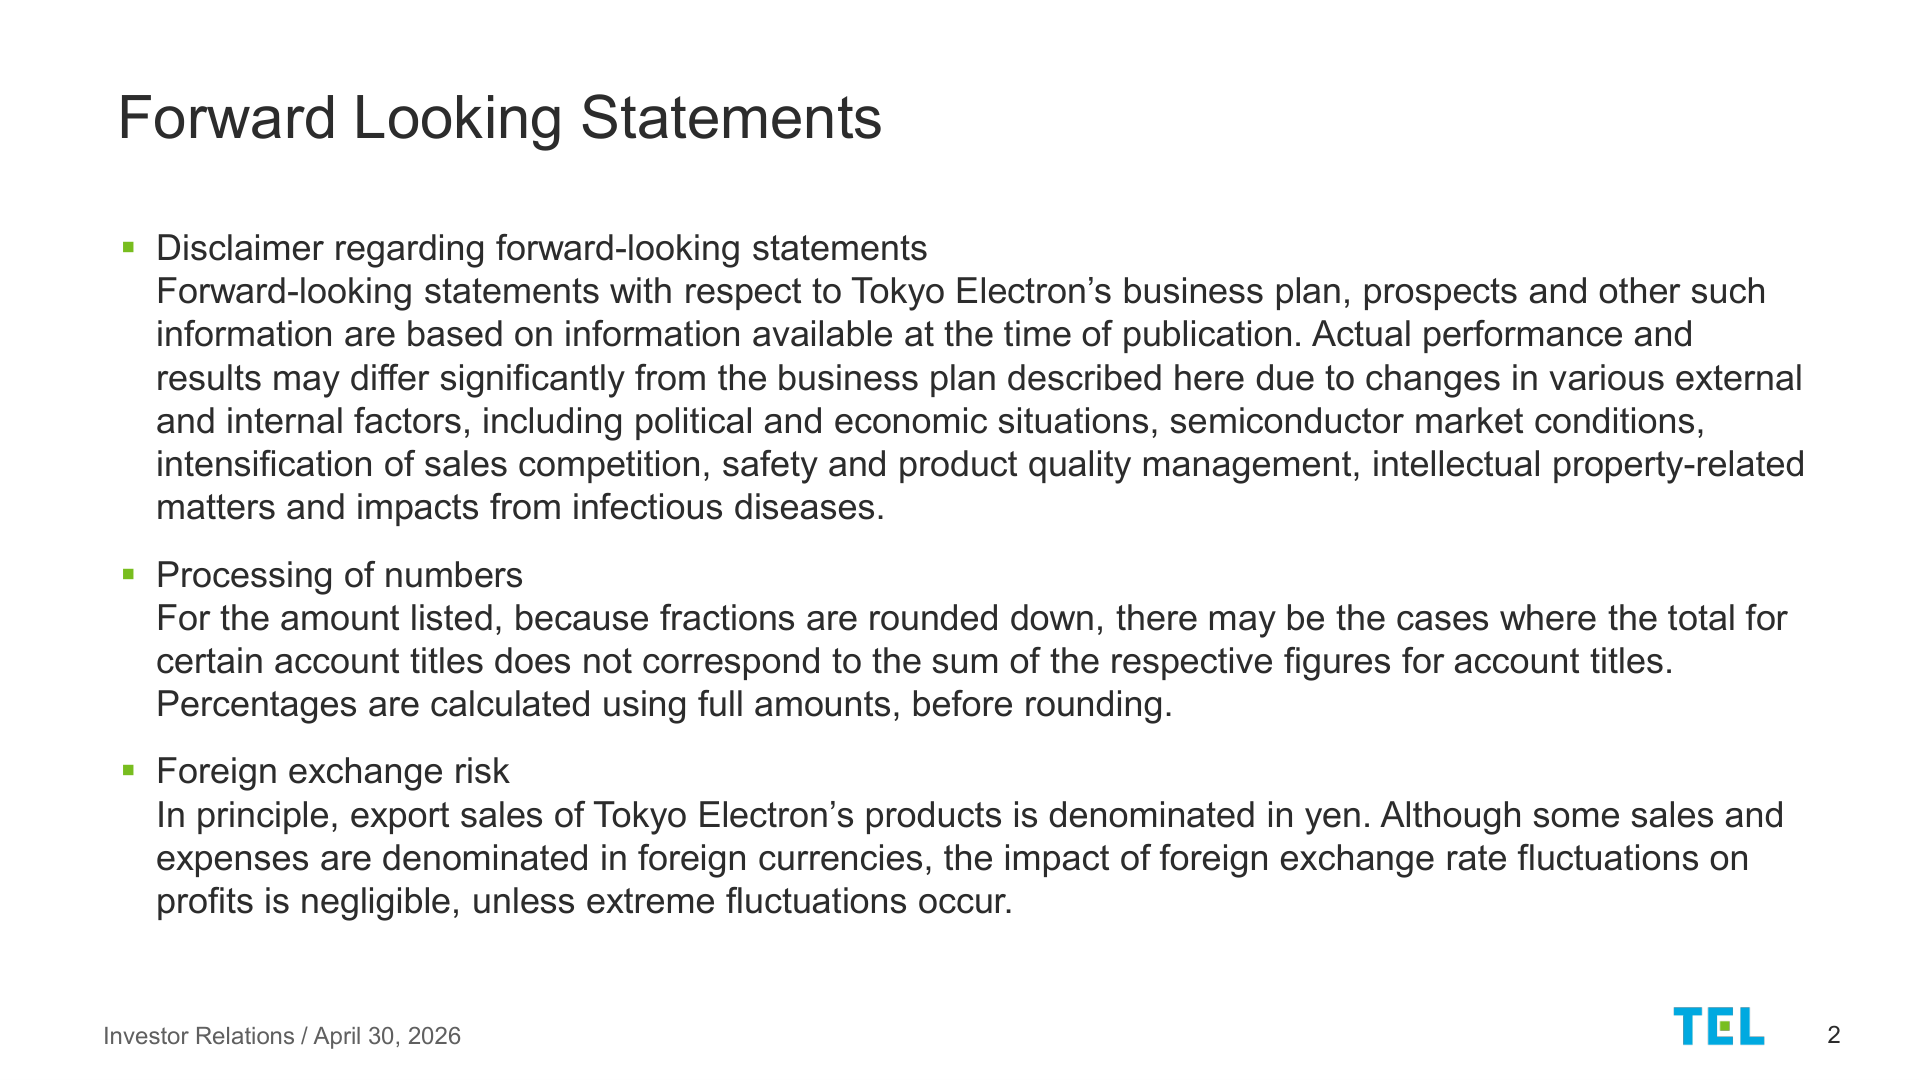 Forward Looking Statements
▪ Disclaimer regarding forward-looking statements
Forward-looking statements with respect to Tokyo Electron’s business plan, prospects and other such
information are based on information available at the time of publication. Actual performance and
results may differ significantly from the business plan described here due to changes in various external
and internal factors, including political and economic situations, semiconductor market conditions,
intensification of sales competition, safety and product quality management, intellectual property-related
matters and impacts from infectious diseases.
▪ Processing of numbers
For the amount listed, because fractions are rounded down, there may be the cases where the total for
certain account titles does not correspond to the sum of the respective figures for account titles.
Percentages are calculated using full amounts, before rounding.
▪ Foreign exchange risk
In principle, export sales of Tokyo Electron’s products is denominated in yen. Although some sales and
expenses are denominated in foreign currencies, the impact of foreign exchange rate fluctuations on
profits is negligible, unless extreme fluctuations occur.
Investor Relations / April 30, 2026
TEL
2